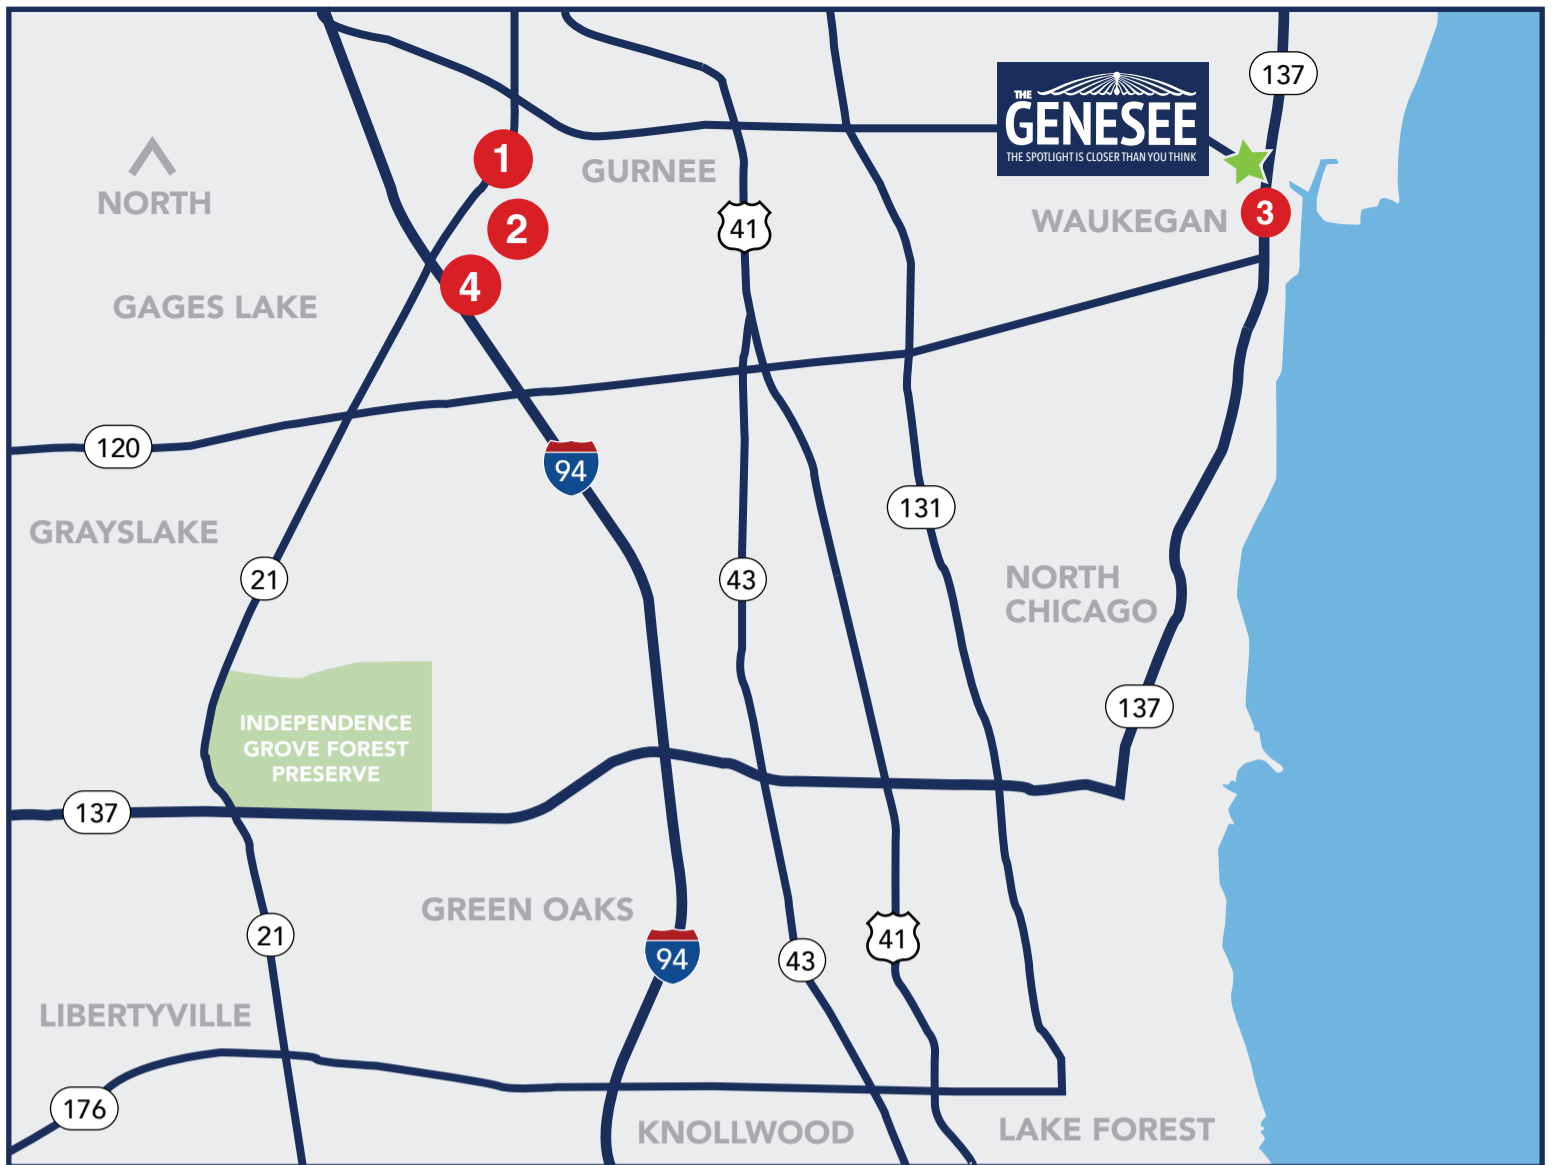 137
THE
GENESEE
THE SPOTLIGHT IS CLOSER THAN YOU THINK
1
GURNEE
NORTH
2
41
WAUKEGAN
3
4
GAGES LAKE
120
94
131
GRAYSLAKE
21
43
NORTH
CHICAGO
137
INDEPENDENCE
GROVE FOREST
PRESERVE
137
GREEN OAKS
21
94
43
41
LIBERTYVILLE
176
KNOLLWOOD
LAKE FOREST